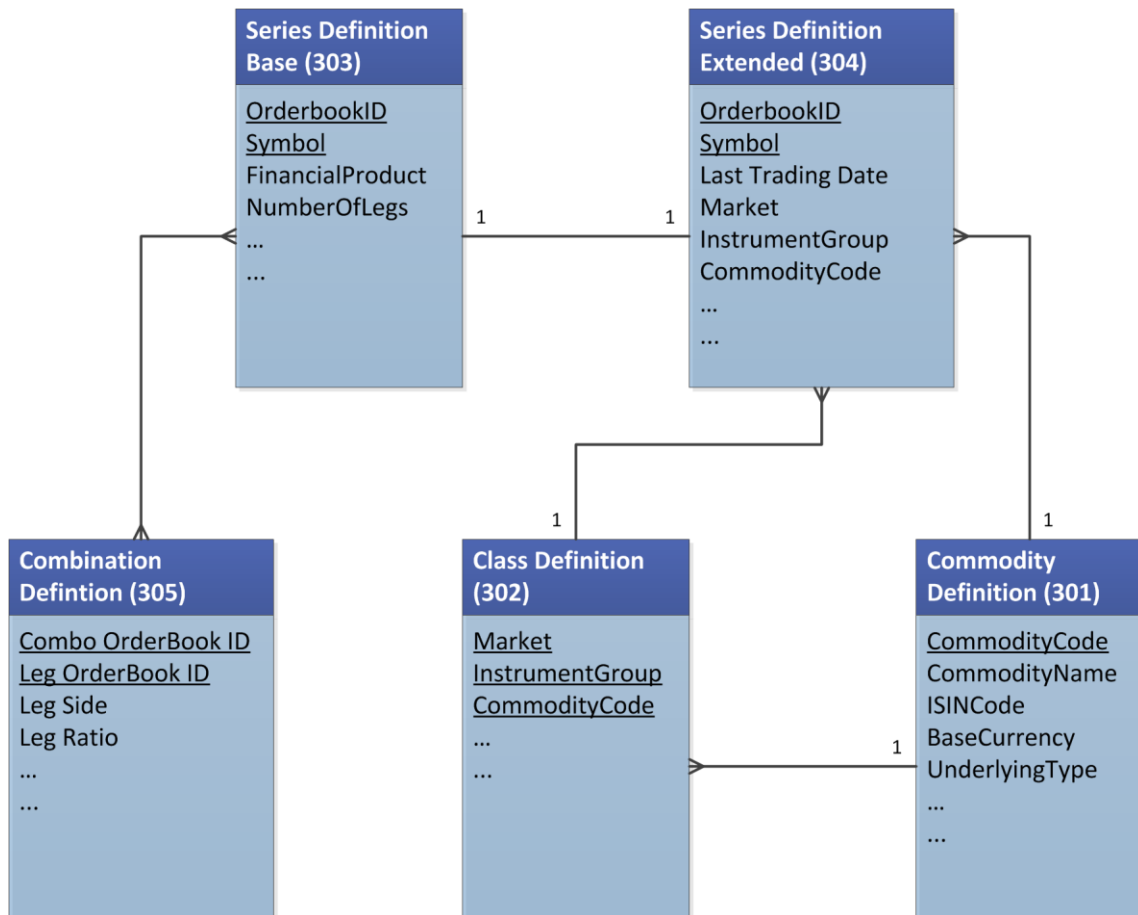 Series Definition
Base (303)
OrderbookID
Symbol
FinancialProduct
NumberOfLegs
...
...
Series Definition
Extended (304)
OrderbookID
Symbol
Last Trading Date
Market
InstrumentGroup
CommodityCode
...
...
1
1
1
1
Combination
Defintion (305)
Combo OrderBook ID
Leg OrderBook ID
Leg Side
Leg Ratio
...
...
Class Definition
(302)
Market
InstrumentGroup
CommodityCode
...
...
1
Commodity
Definition (301)
CommodityCode
CommodityName
ISINCode
BaseCurrency
UnderlyingType
...
...